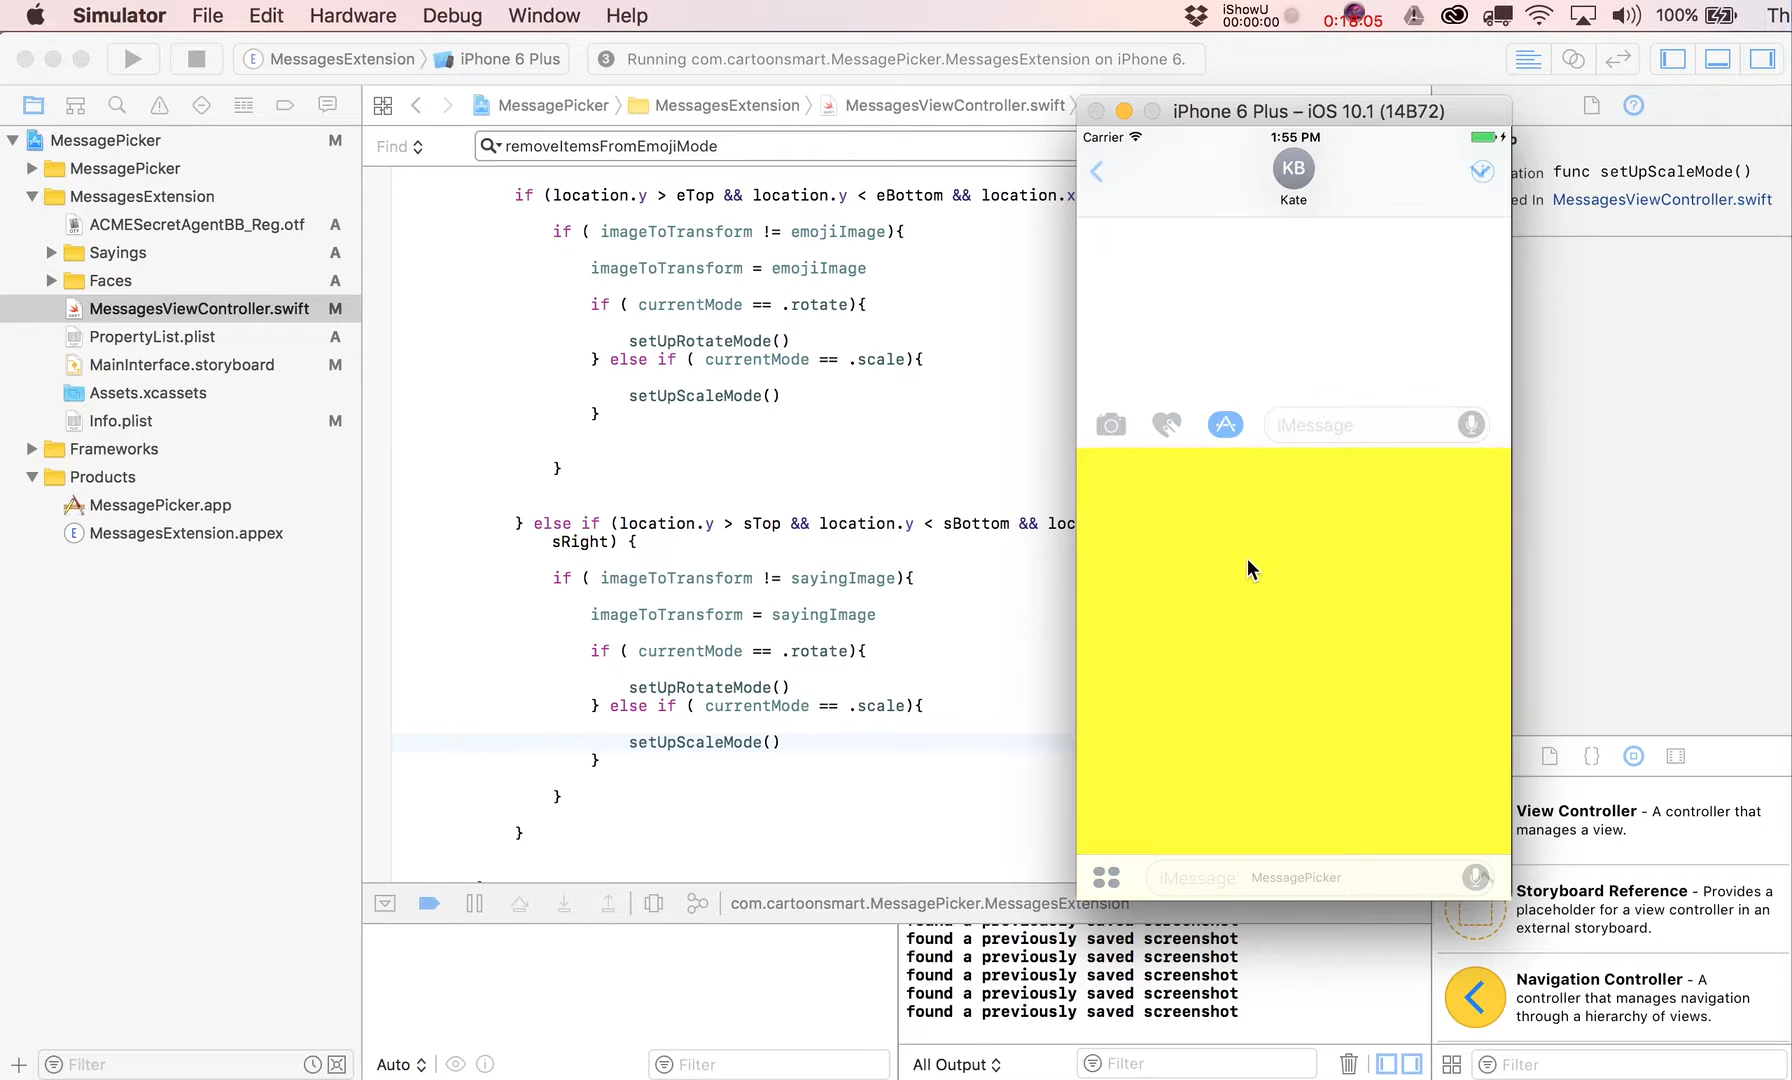 Simulator File Edit Hardware Debug Window Help
iShowU
00:00:00
0:18:05
100%
Th
MessagesExtension
iPhone 6 Plus
3 Running com.cartoonsmart.MessagePicker.MessagesExtension on iPhone 6.
MessagePicker M
MessagePicker
MessagesExtension
ACMESecretAgentBB_Reg.otf A
Sayings A
Faces A
MessagesViewController.swift M
PropertyList.plist A
MainInterface.storyboard M
Assets.xcassets
Info.plist M
Frameworks
Products
MessagePicker.app
E MessagesExtension.appex
Filter
MessagePicker MessagesExtension MessagesViewController.swift
Find removeItemsFromEmojiMode
if (location.y > eTop && location.y < eBottom && location.x
if ( imageToTransform != emojiImage){
imageToTransform = emojiImage
if ( currentMode == .rotate){
setUpRotateMode()
} else if ( currentMode == .scale){
setUpScaleMode()
}
}
} else if (location.y > sTop && location.y < sBottom && loc
sRight) {
if ( imageToTransform != sayingImage){
imageToTransform = sayingImage
if ( currentMode == .rotate){
setUpRotateMode()
} else if ( currentMode == .scale){
setUpScaleMode()
}
}
}
com.cartoonsmart.MessagePicker.MessagesExtension
found a previously saved screenshot
found a previously saved screenshot
found a previously saved screenshot
found a previously saved screenshot
found a previously saved screenshot
found a previously saved screenshot
Auto
Filter
All Output
Filter
iPhone 6 Plus – iOS 10.1 (14B72)
Carrier 1:55 PM
KB
Kate
iMessage
iMessage MessagePicker
ation func setUpScaleMode()
ed In MessagesViewController.swift
View Controller - A controller that
manages a view.
Storyboard Reference - Provides a
placeholder for a view controller in an
external storyboard.
Navigation Controller - A
controller that manages navigation
through a hierarchy of views.
Filter